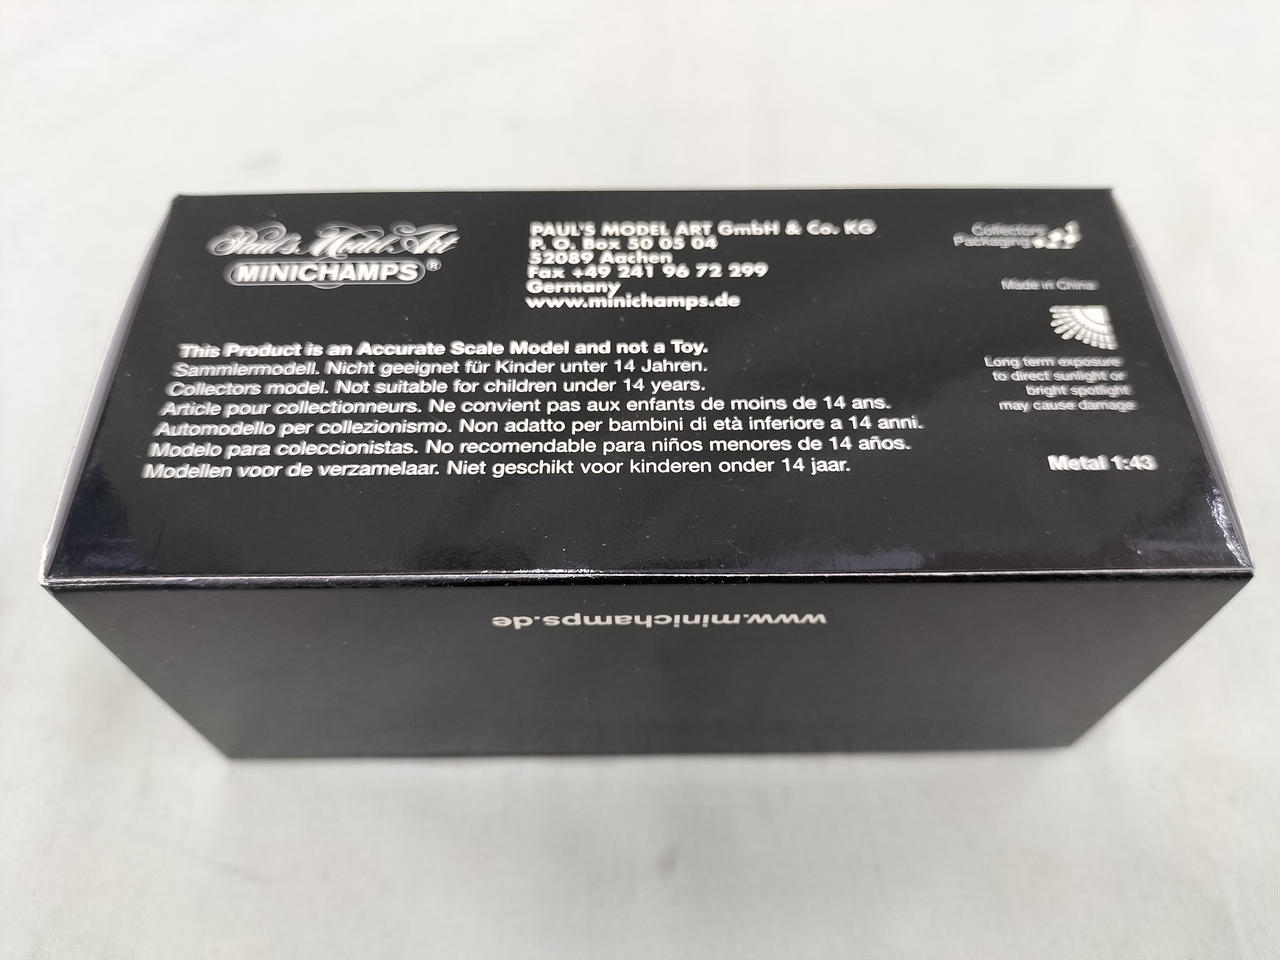 Paul's Model Art
MINICHAMPS®
PAUL'S MODEL ART GmbH & Co. KG
P. O. Box 50 05 04
52089 Aachen
Fax +49 241 96 72 299
Germany
www.minichamps.de
Collectors
Packaging
Made in China
Long term exposure
to direct sunlight or
bright spotlight
may cause damage
This Product is an Accurate Scale Model and not a Toy.
Sammlermodell. Nicht geeignet für Kinder unter 14 Jahren.
Collectors model. Not suitable for children under 14 years.
Article pour collectionneurs. Ne convient pas aux enfants de moins de 14 ans.
Automodello per collezionismo. Non adatto per bambini di età inferiore a 14 anni.
Modelo para coleccionistas. No recomendable para niños menores de 14 años.
Modellen voor de verzamelaar. Niet geschikt voor kinderen onder 14 jaar.
Metal 1:43
www.minichamps.de